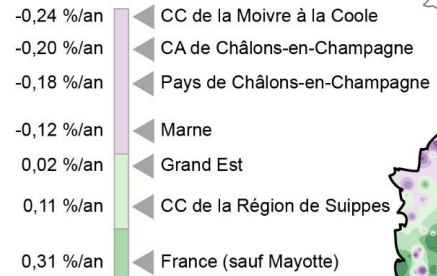 -0,24 %/an CC de la Moivre à la Coole
-0,20 %/an CA de Châlons-en-Champagne
-0,18 %/an Pays de Châlons-en-Champagne
-0,12 %/an Marne
0,02 %/an Grand Est
0,11 %/an CC de la Région de Suippes
0,31 %/an France (sauf Mayotte)